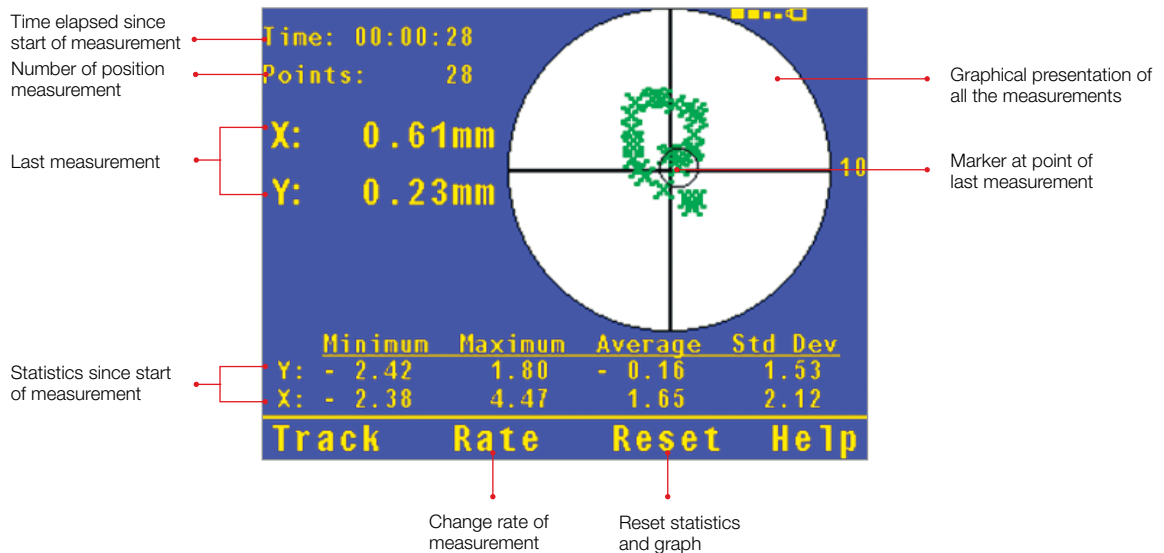 Time elapsed since
start of measurement
Number of position
measurement
Last measurement
Statistics since start
of measurement
Time: 00:00:28
Points: 28
X: 0.61mm
Y: 0.23mm
10
Minimum Maximum Average Std Dev
Y: - 2.42 1.80 - 0.16 1.53
X: - 2.38 4.47 1.65 2.12
Track Rate Reset Help
Graphical presentation of
all the measurements
Marker at point of
last measurement
Change rate of
measurement
Reset statistics
and graph